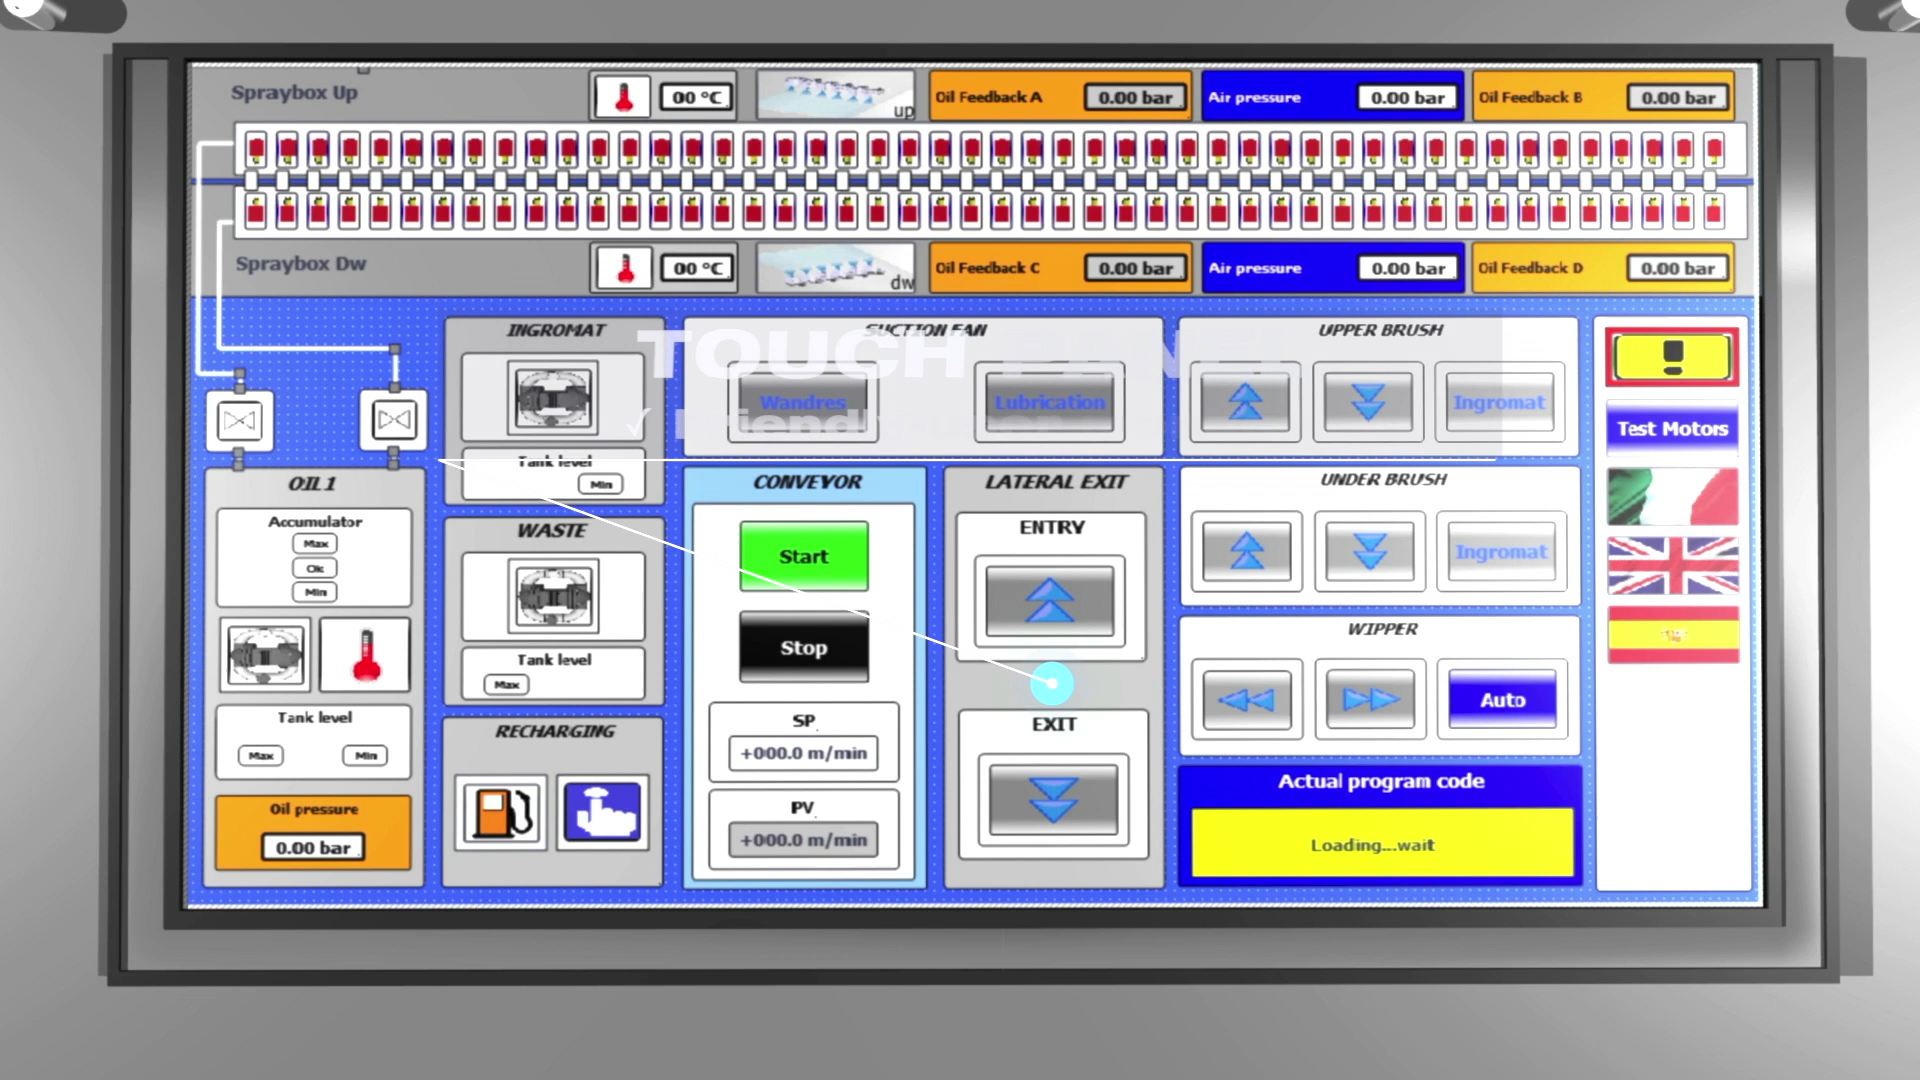 Spraybox Up
00 °C
up
Oil Feedback A
0.00 bar
Air pressure
0.00 bar
Oil Feedback B
0.00 bar
Spraybox Dw
00 °C
dw
Oil Feedback C
0.00 bar
Air pressure
0.00 bar
Oil Feedback D
0.00 bar
INGROMAT
Tank level
Min
SUCTION FAN
Wandres
Lubrication
TOUCH
UPPER BRUSH
Ingromat
Test Motors
OIL1
Accumulator
Max
Ok
Min
Tank level
Max
Min
Oil pressure
0.00 bar
WASTE
Tank level
Max
RECHARGING
CONVEYOR
Start
Stop
SP
+000.0 m/min
PV
+000.0 m/min
LATERAL EXIT
ENTRY
EXIT
UNDER BRUSH
Ingromat
WIPPER
Auto
Actual program code
Loading...wait